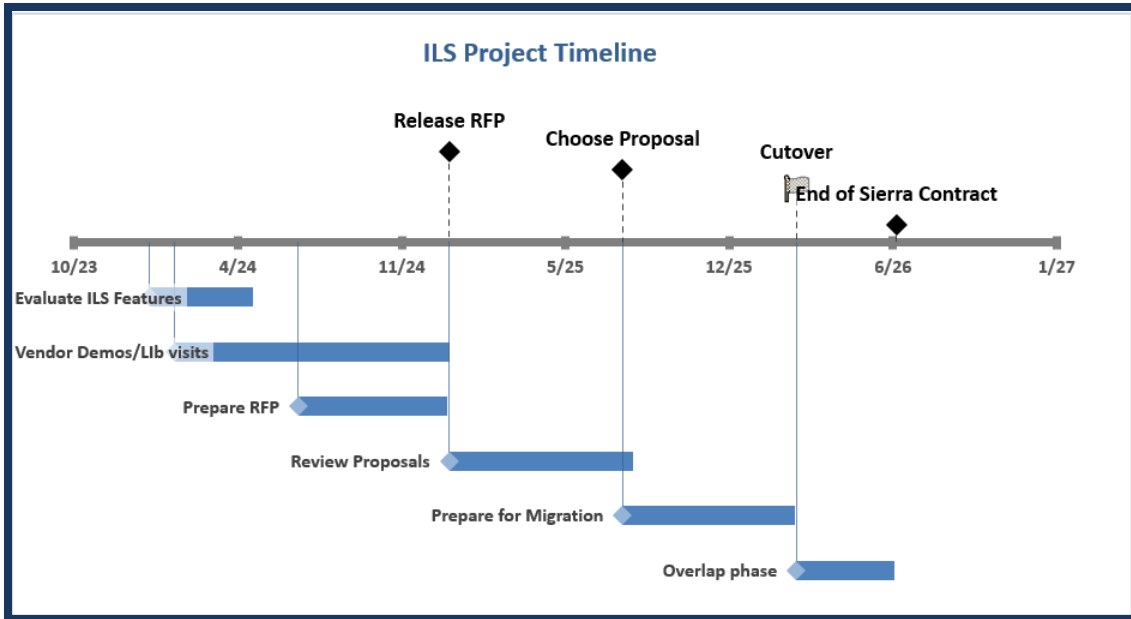 ILS Project Timeline
Release RFP
Choose Proposal
Cutover
End of Sierra Contract
10/23 4/24 11/24 5/25 12/25 6/26 1/27
Evaluate ILS Features
Vendor Demos/LIb visits
Prepare RFP
Review Proposals
Prepare for Migration
Overlap phase